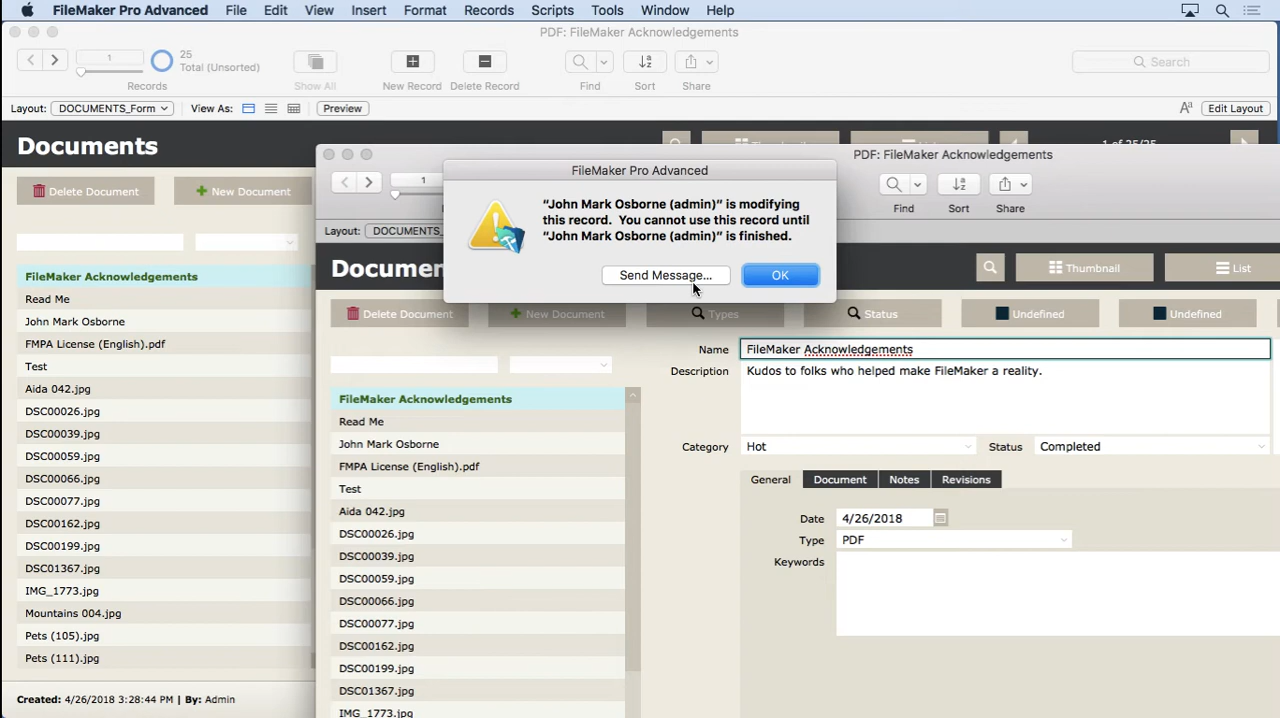 FileMaker Pro Advanced File Edit View Insert Format Records Scripts Tools Window Help
PDF: FileMaker Acknowledgements
1
25
Total (Unsorted)
Records
Show All
New Record
Delete Record
Find
Sort
Share
Search
Layout: DOCUMENTS_Form View As: Preview Edit Layout
Documents
1 of 25/25
Delete Document
New Document
FileMaker Acknowledgements
Read Me
John Mark Osborne
FMPA License (English).pdf
Test
Aida 042.jpg
DSC00026.jpg
DSC00039.jpg
DSC00059.jpg
DSC00066.jpg
DSC00077.jpg
DSC00162.jpg
DSC00199.jpg
DSC01367.jpg
IMG_1773.jpg
Mountains 004.jpg
Pets (105).jpg
Pets (111).jpg
Created: 4/26/2018 3:28:44 PM | By: Admin
PDF: FileMaker Acknowledgements
1
Find
Sort
Share
Layout: DOCUMENTS
FileMaker Pro Advanced
“John Mark Osborne (admin)” is modifying
this record. You cannot use this record until
“John Mark Osborne (admin)” is finished.
Send Message...
OK
Documen
Thumbnail
List
Delete Document
New Document
Types
Status
Undefined
Undefined
FileMaker Acknowledgements
Read Me
John Mark Osborne
FMPA License (English).pdf
Test
Aida 042.jpg
DSC00026.jpg
DSC00039.jpg
DSC00059.jpg
DSC00066.jpg
DSC00077.jpg
DSC00162.jpg
DSC00199.jpg
DSC01367.jpg
IMG_1773.jpg
Name FileMaker Acknowledgements
Description Kudos to folks who helped make FileMaker a reality.
Category Hot Status Completed
General Document Notes Revisions
Date 4/26/2018
Type PDF
Keywords